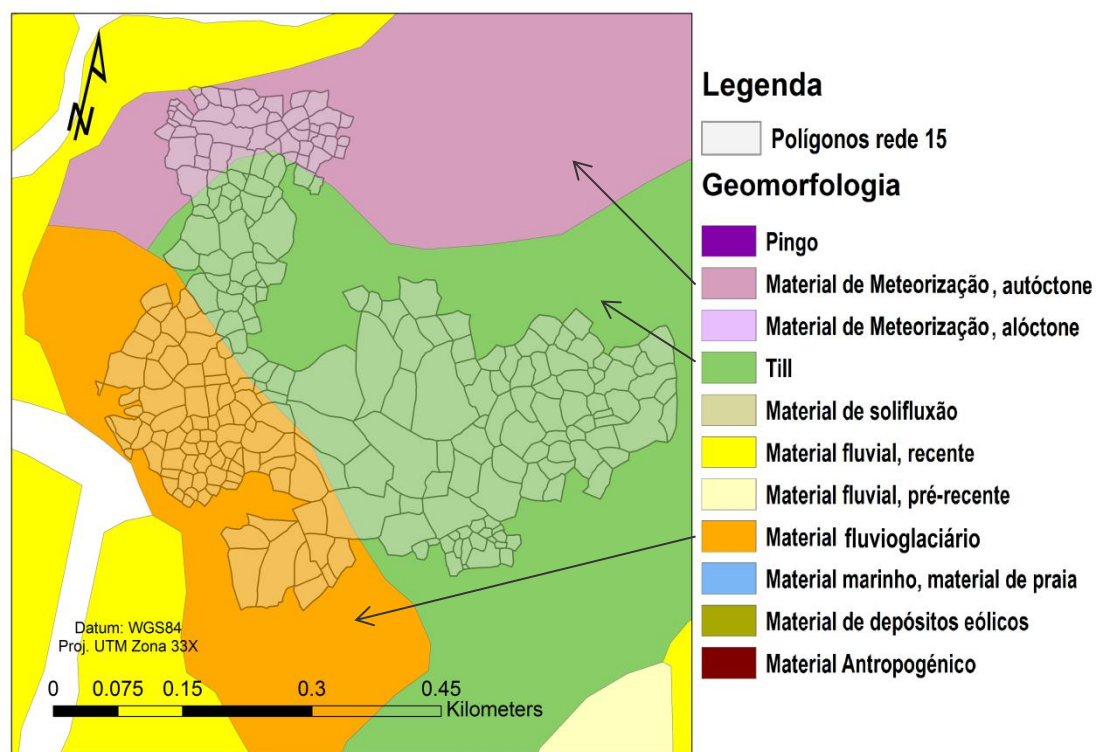 N
Datum: WGS84
Proj. UTM Zona 33X
0 0.075 0.15 0.3 0.45
Kilometers
Legenda
Polígonos rede 15
Geomorfologia
Pingo
Material de Meteorização, autóctone
Material de Meteorização, alóctone
Till
Material de solifluxão
Material fluvial, recente
Material fluvial, pré-recente
Material fluvioglaciário
Material marinho, material de praia
Material de depósitos eólicos
Material Antropogénico